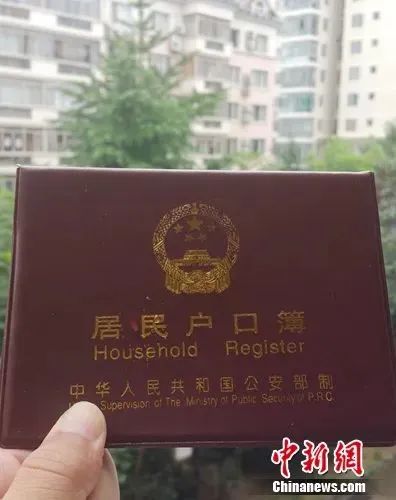 居民户口簿
Household Register
中华人民共和国公安部制
Supervision of The Ministry of Public Security of P.R.C
中新网
Chinanews.com